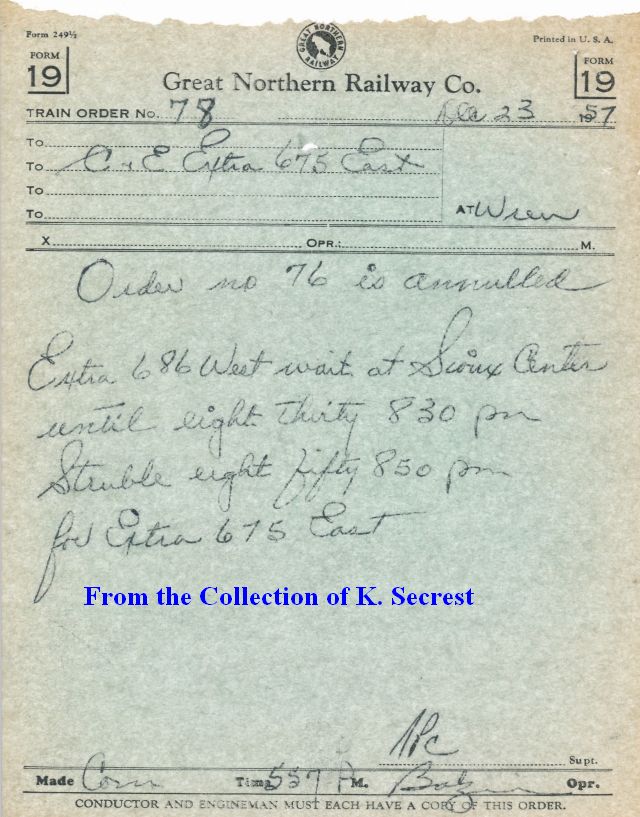 Form 249½
Printed in U. S. A.
GREAT NORTHERN RAILWAY
FORM 19
FORM 19
Great Northern Railway Co.
TRAIN ORDER NO. 78 Dec 23 1957
To
To C + E Extra 675 East
To
To AT Wren
X OPR.: M.
Order no 76 is annulled
Extra 686 West wait at Sioux Center
until eight thirty 830 pm
Struble eight fifty 850 pm
for Extra 675 East
From the Collection of K. Secrest
Supt.
Made Com Time 557 P M. Opr.
CONDUCTOR AND ENGINEMAN MUST EACH HAVE A COPY OF THIS ORDER.